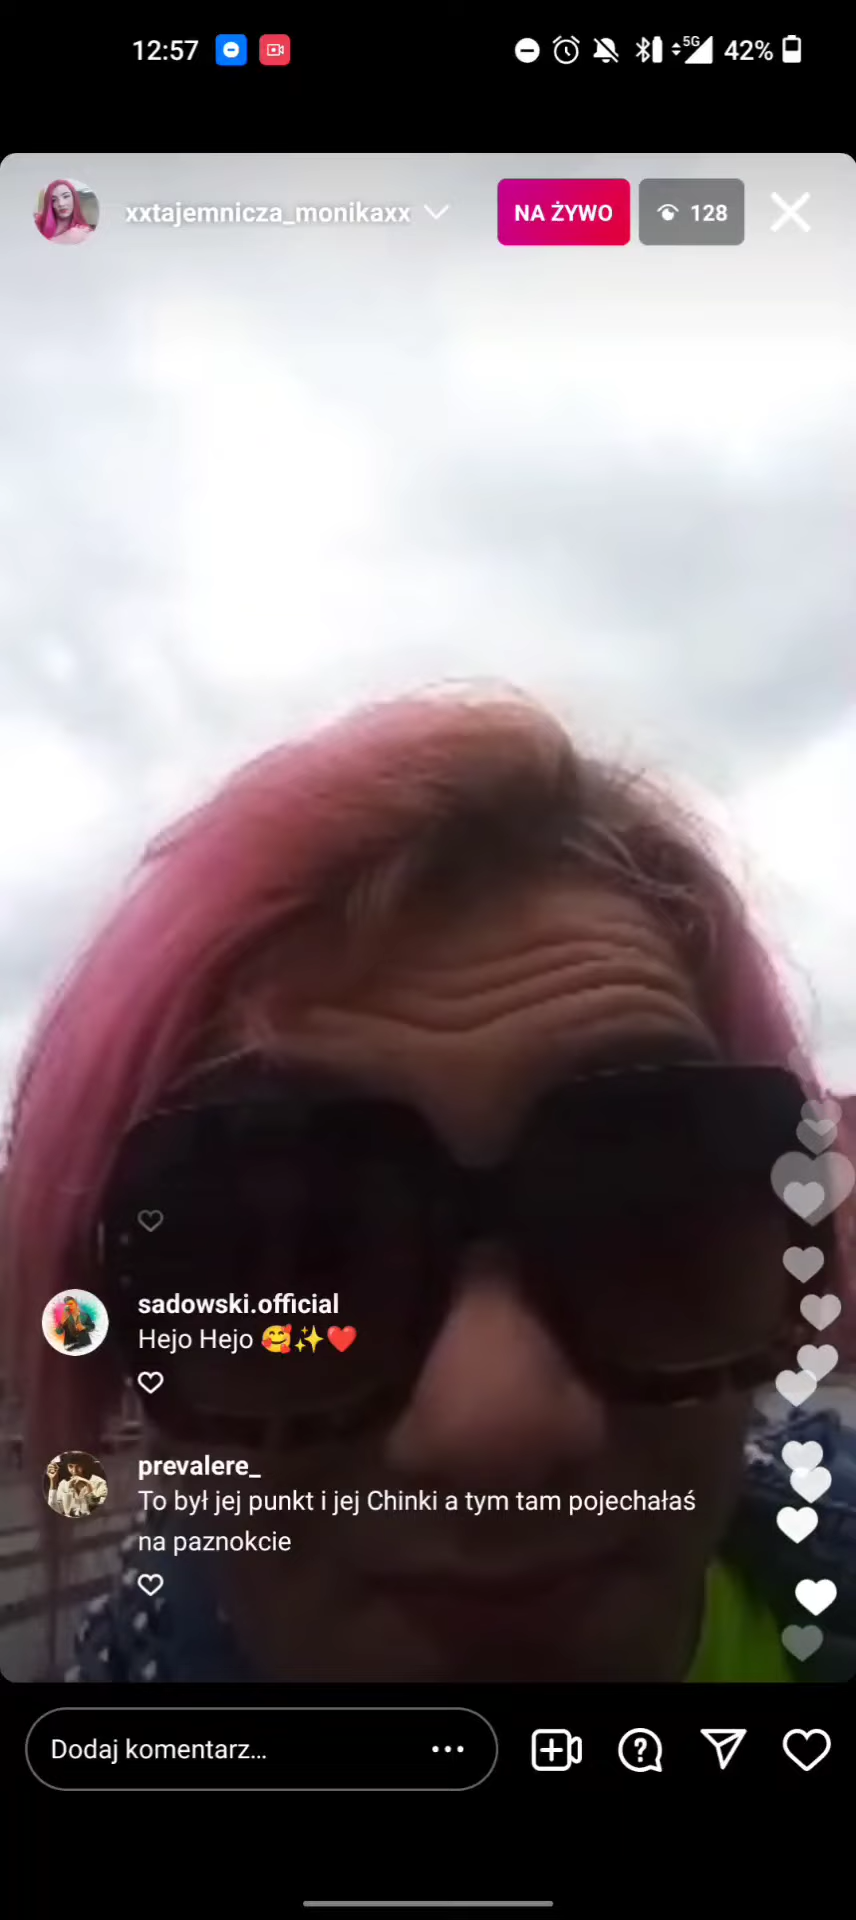 12:57
5G 42%
xxtajemnicza_monikaxx NA ŻYWO 128
sadowski.official
Hejo Hejo 🥰✨❤️
prevalere_
To był jej punkt i jej Chinki a tym tam pojechałaś
na paznokcie
Dodaj komentarz...